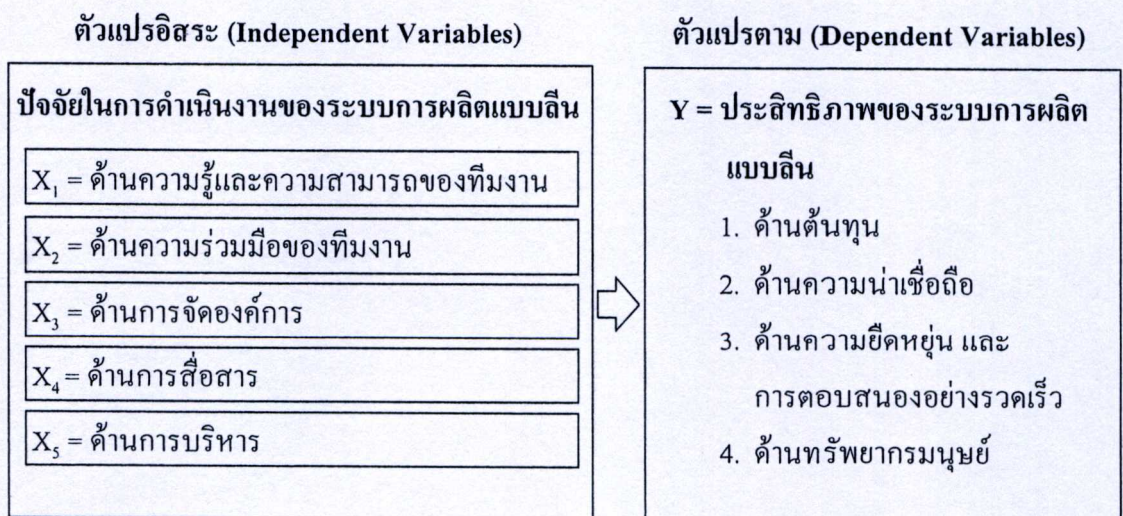 ตัวแปรอิสระ (Independent Variables)
ปัจจัยในการดำเนินงานของระบบการผลิตแบบลีน
X₁ = ด้านความรู้และความสามารถของทีมงาน
X₂ = ด้านความร่วมมือของทีมงาน
X₃ = ด้านการจัดองค์การ
X₄ = ด้านการสื่อสาร
X₅ = ด้านการบริหาร
ตัวแปรตาม (Dependent Variables)
Y = ประสิทธิภาพของระบบการผลิต
แบบลีน
1. ด้านต้นทุน
2. ด้านความน่าเชื่อถือ
3. ด้านความยืดหยุ่น และ
การตอบสนองอย่างรวดเร็ว
4. ด้านทรัพยากรมนุษย์